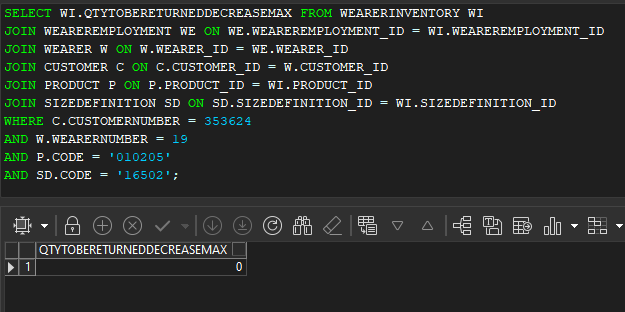 SELECT WI.QTYTOBERETURNEDDECREASEMAX FROM WEARERINVENTORY WI
JOIN WEAREREMPLOYMENT WE ON WE.WEAREREMPLOYMENT_ID = WI.WEAREREMPLOYMENT_ID
JOIN WEARER W ON W.WEARER_ID = WE.WEARER_ID
JOIN CUSTOMER C ON C.CUSTOMER_ID = W.CUSTOMER_ID
JOIN PRODUCT P ON P.PRODUCT_ID = WI.PRODUCT_ID
JOIN SIZEDEFINITION SD ON SD.SIZEDEFINITION_ID = WI.SIZEDEFINITION_ID
WHERE C.CUSTOMERNUMBER = 353624
AND W.WEARERNUMBER = 19
AND P.CODE = '010205'
AND SD.CODE = '16502';
QTYTOBERETURNEDDECREASEMAX
1 0